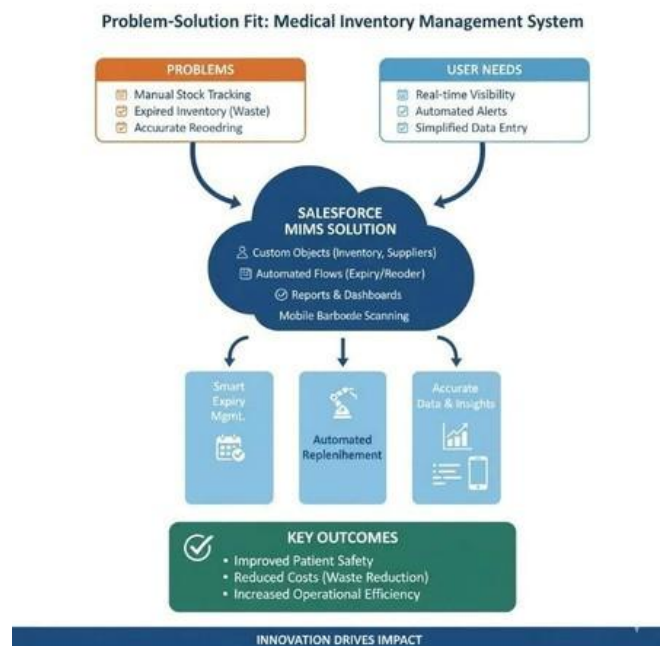 Problem-Solution Fit: Medical Inventory Management System
PROBLEMS
Manual Stock Tracking
Expired Inventory (Waste)
Accuurate Reoedring
USER NEEDS
Real-time Visibility
Automated Alerts
Simplified Data Entry
SALESFORCE
MIMS SOLUTION
Custom Objects (Inventory, Suppliers)
Automated Flows (Expiry/Reoder)
Reports & Dashboards
Mobile Barboede Scanning
Smart
Expiry
Mgmt.
Automated
Replenihement
Accurate
Data & Insights
KEY OUTCOMES
• Improved Patient Safety
• Reduced Costs (Waste Reduction)
• Increased Operational Efficiency
INNOVATION DRIVES IMPACT